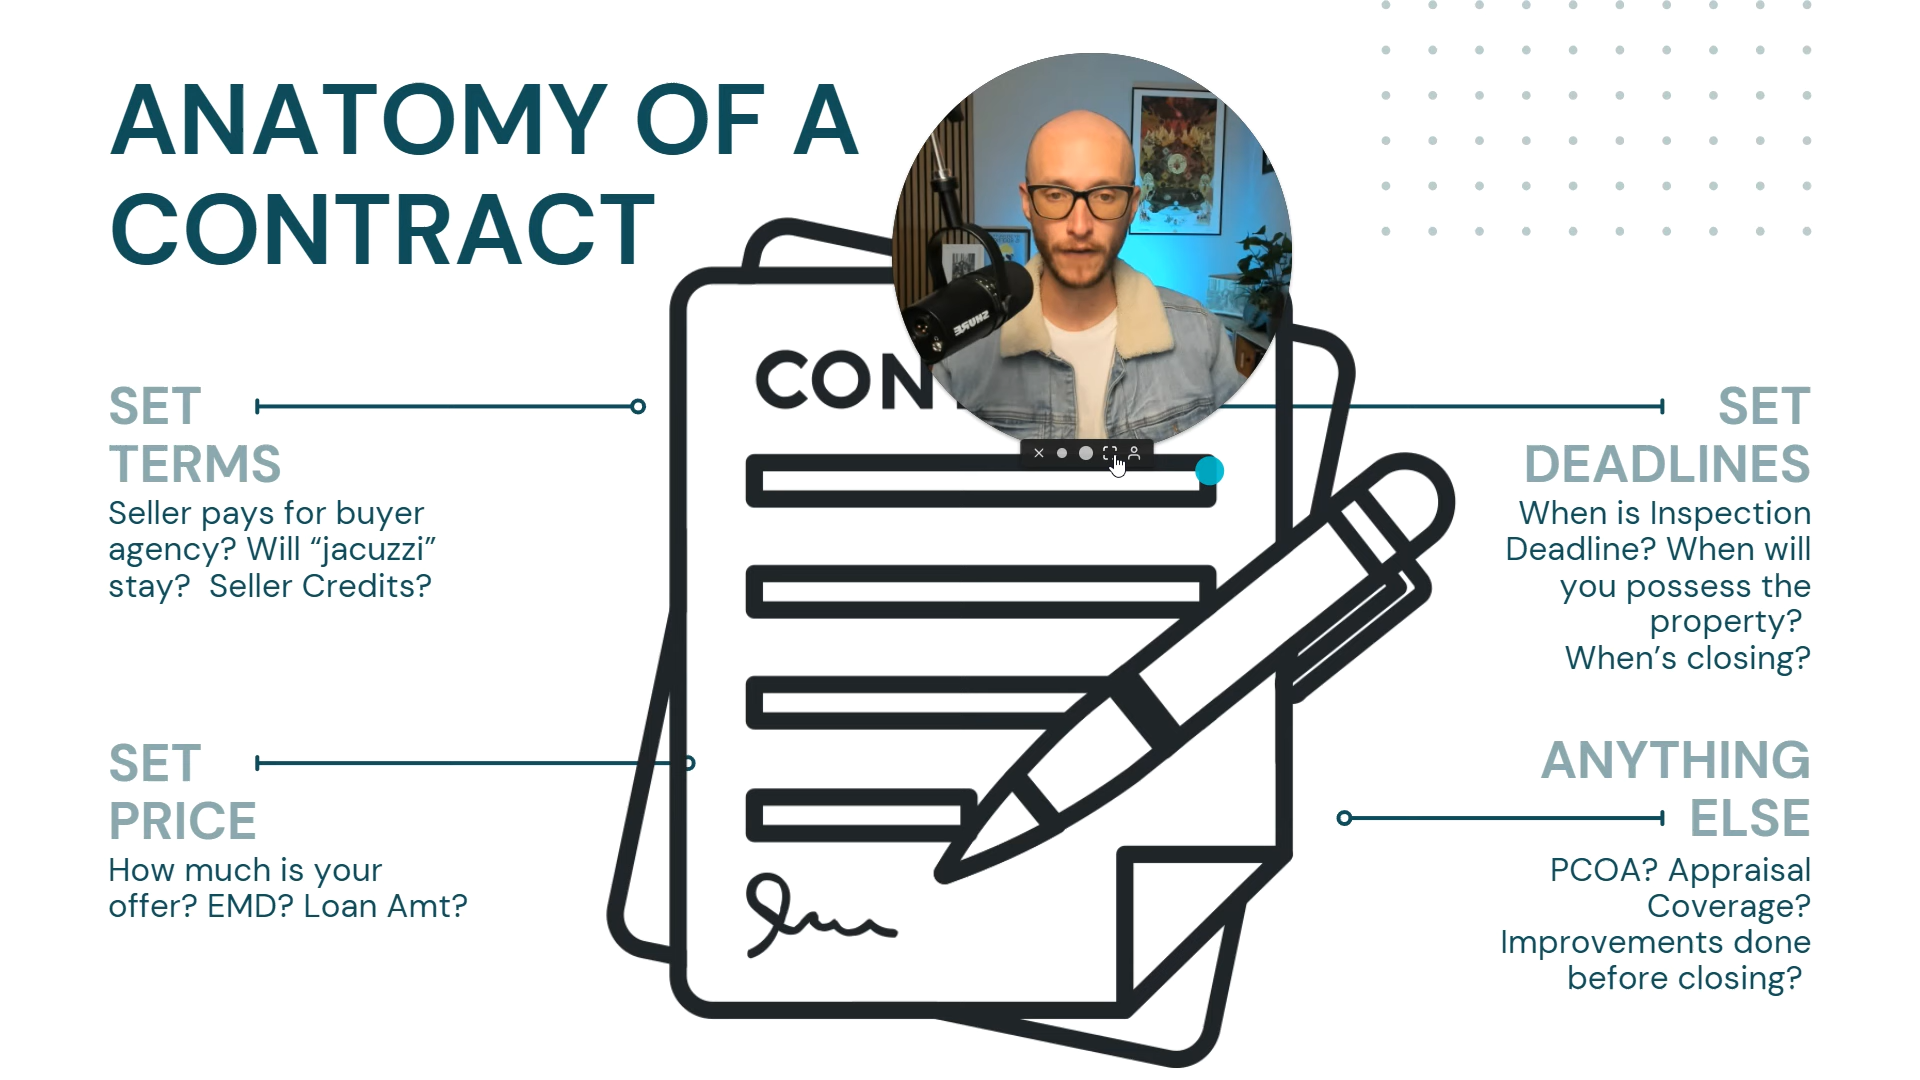 ANATOMY OF A
CONTRACT
CON
SHURE
SET
TERMS
Seller pays for buyer
agency? Will “jacuzzi”
stay?  Seller Credits?
SET
PRICE
How much is your
offer? EMD? Loan Amt?
SET
DEADLINES
When is Inspection
Deadline? When will
you possess the
property?
When’s closing?
ANYTHING
ELSE
PCOA? Appraisal
Coverage?
Improvements done
before closing?